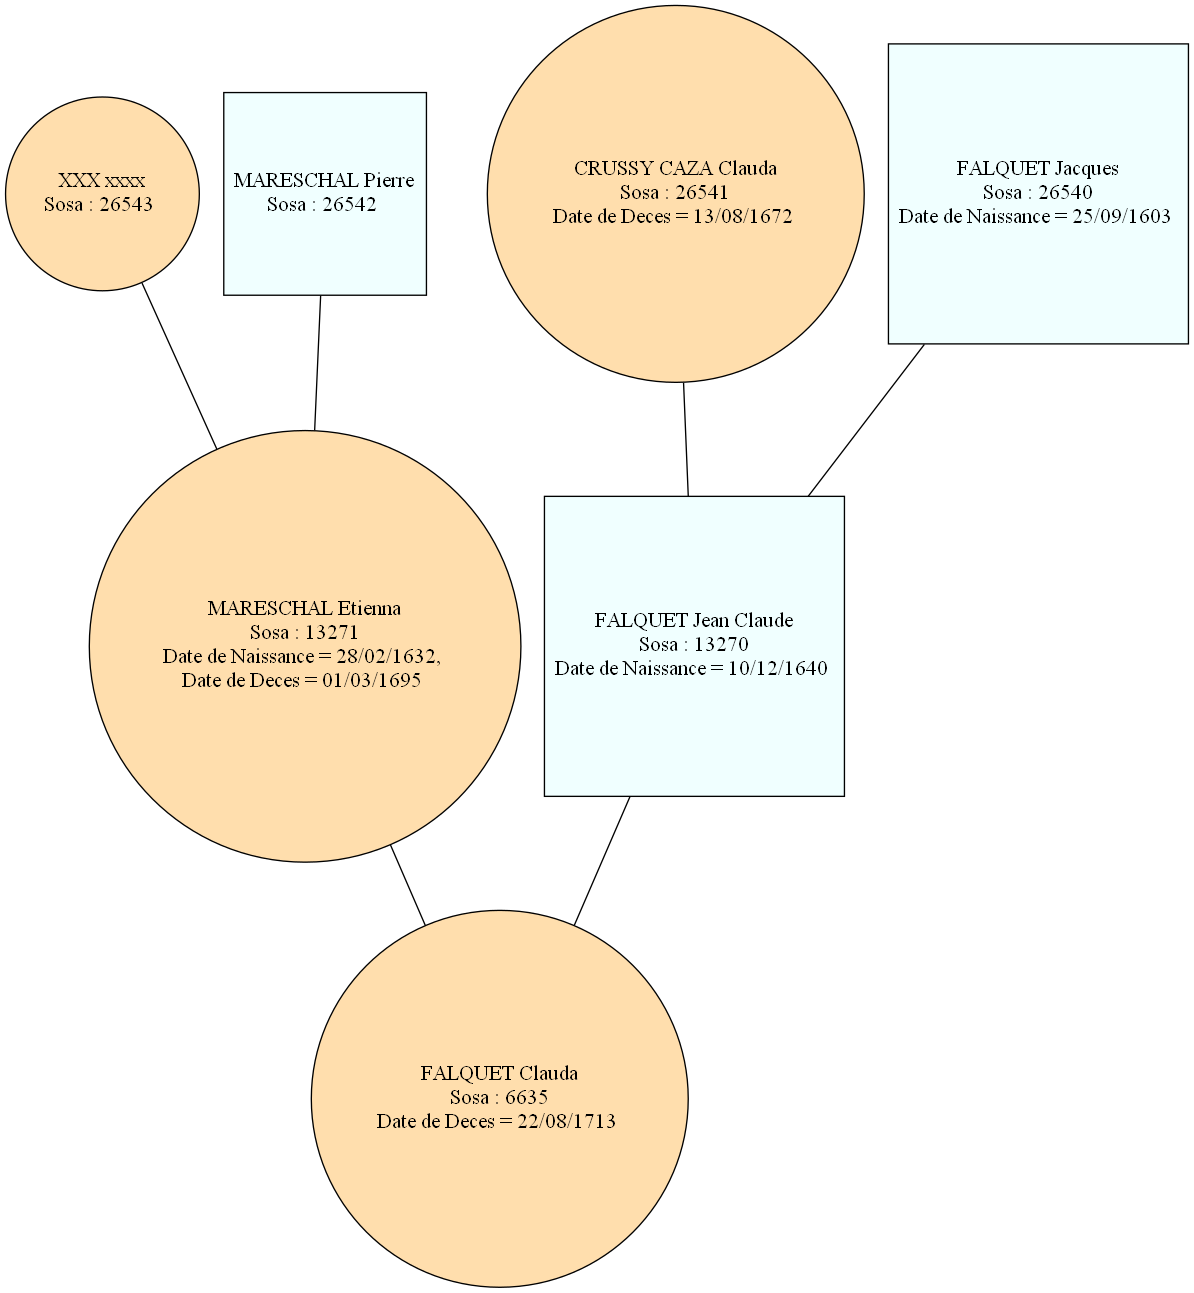 XXX xxxx
Sosa : 26543
MARESCHAL Pierre
Sosa : 26542
CRUSSY CAZA Clauda
Sosa : 26541
Date de Deces = 13/08/1672
FALQUET Jacques
Sosa : 26540
Date de Naissance = 25/09/1603
MARESCHAL Etienna
Sosa : 13271
Date de Naissance = 28/02/1632,
Date de Deces = 01/03/1695
FALQUET Jean Claude
Sosa : 13270
Date de Naissance = 10/12/1640
FALQUET Clauda
Sosa : 6635
Date de Deces = 22/08/1713